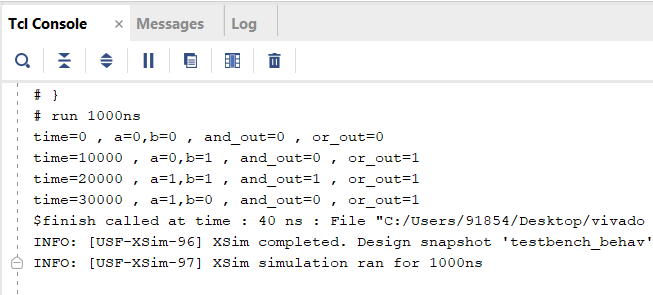 Tcl Console × Messages Log
# }
# run 1000ns
time=0 , a=0,b=0 , and_out=0 , or_out=0
time=10000 , a=0,b=1 , and_out=0 , or_out=1
time=20000 , a=1,b=1 , and_out=1 , or_out=1
time=30000 , a=1,b=0 , and_out=0 , or_out=1
$finish called at time : 40 ns : File "C:/Users/91854/Desktop/vivado
INFO: [USF-XSim-96] XSim completed. Design snapshot 'testbench_behav'
INFO: [USF-XSim-97] XSim simulation ran for 1000ns